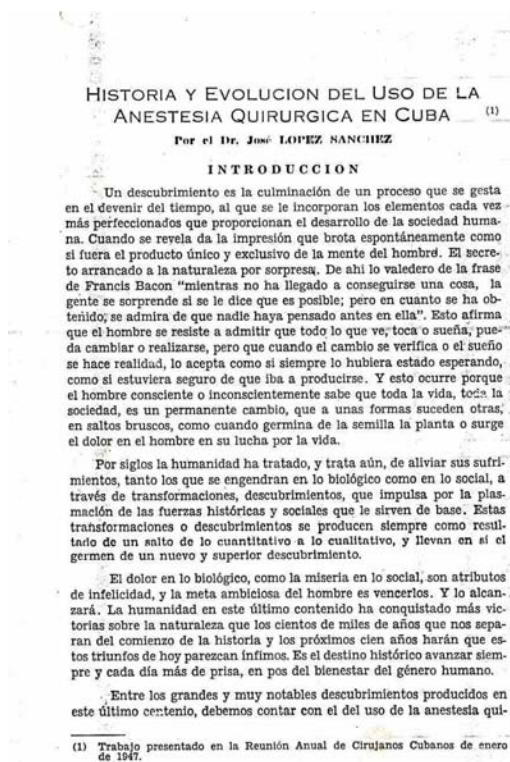 HISTORIA Y EVOLUCION DEL USO DE LA
ANESTESIA QUIRURGICA EN CUBA (1)
Por el Dr. José LOPEZ SANCHEZ
INTRODUCCION
Un descubrimiento es la culminación de un proceso que se gesta
en el devenir del tiempo, al que se le incorporan los elementos cada vez
más perfeccionados que proporcionan el desarrollo de la sociedad huma-
na. Cuando se revela da la impresión que brota espontáneamente como
si fuera el producto único y exclusivo de la mente del hombre. El secre-
to arrancado a la naturaleza por sorpresa. De ahí lo valedero de la frase
de Francis Bacon "mientras no ha llegado a conseguirse una cosa, la
gente se sorprende si se le dice que es posible; pero en cuanto se ha ob-
tenido, se admira de que nadie haya pensado antes en ella". Esto afirma
que el hombre se resiste a admitir que todo lo que ve, toca o sueña, pue-
da cambiar o realizarse, pero que cuando el cambio se verifica o el sueño
se hace realidad, lo acepta como si siempre lo hubiera estado esperando,
como si estuviera seguro de que iba a producirse. Y esto ocurre porque
el hombre consciente o inconscientemente sabe que toda la vida, toda la
sociedad, es un permanente cambio, que a unas formas suceden otras,
en saltos bruscos, como cuando germina de la semilla la planta o surge
el dolor en el hombre en su lucha por la vida.
Por siglos la humanidad ha tratado, y trata aún, de aliviar sus sufri-
mientos, tanto los que se engendran en lo biológico como en lo social, a
través de transformaciones, descubrimientos, que impulsa por la plas-
mación de las fuerzas históricas y sociales que le sirven de base. Estas
transformaciones o descubrimientos se producen siempre como resul-
tado de un salto de lo cuantitativo a lo cualitativo, y llevan en sí el
germen de un nuevo y superior descubrimiento.
El dolor en lo biológico, como la miseria en lo social, son atributos
de infelicidad, y la meta ambiciosa del hombre es vencerlos. Y lo alcan-
zará. La humanidad en este último contenido ha conquistado más vic-
torias sobre la naturaleza que los cientos de miles de años que nos sepa-
ran del comienzo de la historia y los próximos cien años harán que es-
tos triunfos de hoy parezcan ínfimos. Es el destino histórico avanzar siem-
pre y cada día más de prisa, en pos del bienestar del género humano.
Entre los grandes y muy notables descubrimientos producidos en
este último centenio, debemos contar con el del uso de la anestesia qui-
(1) Trabajo presentado en la Reunión Anual de Cirujanos Cubanos de enero
de 1947.